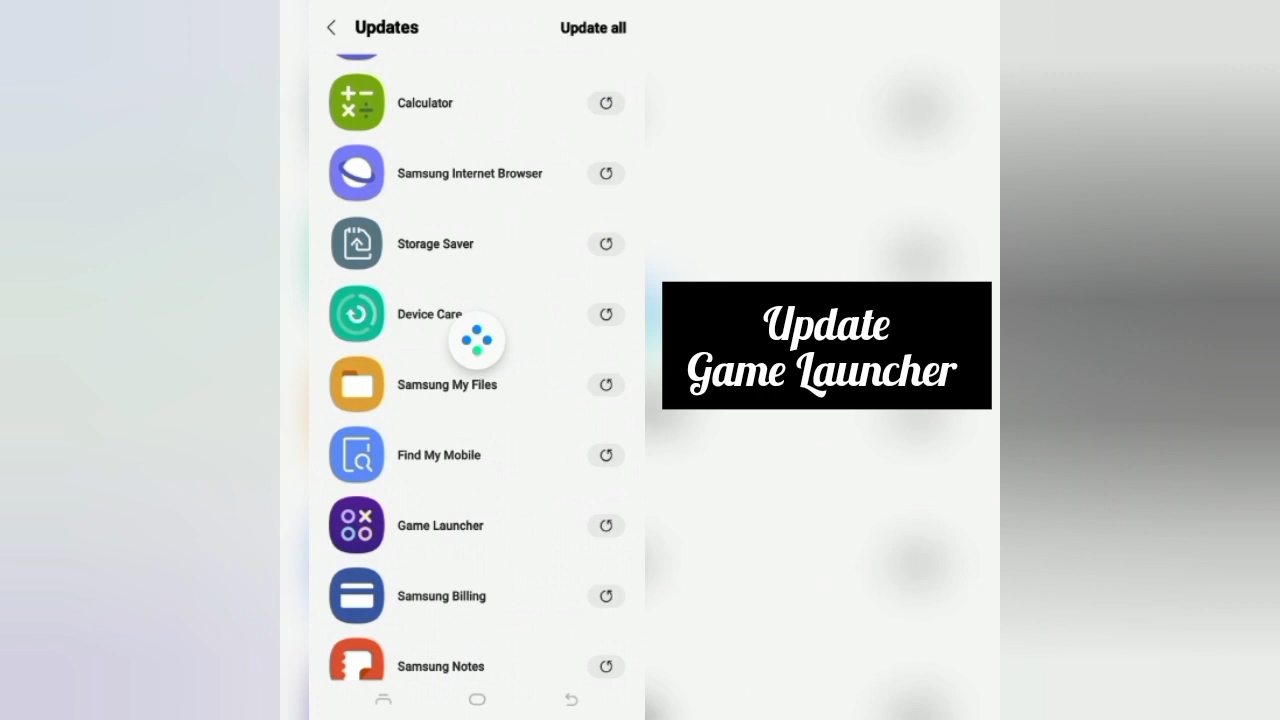 Updates
Update all
Calculator
Samsung Internet Browser
Storage Saver
Device Care
Samsung My Files
Find My Mobile
Game Launcher
Samsung Billing
Samsung Notes
Update
Game Launcher